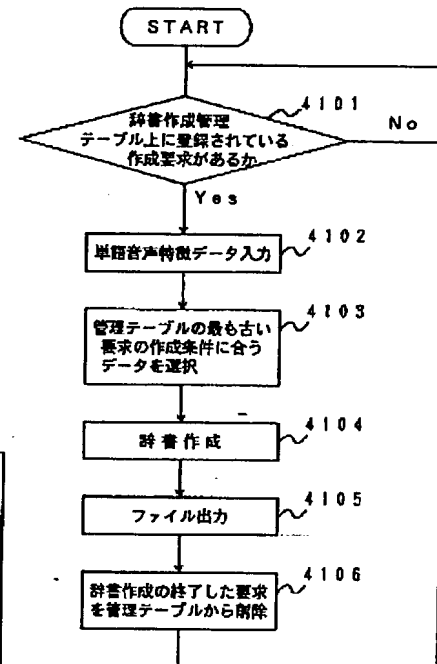 START
4101
辞書作成管理
テーブル上に登録されている
作成要求があるか
No
Yes
4102
単語音声特徴データ入力
4103
管理テーブルの最も古い
要求の作成条件に合う
データを選択
4104
辞書作成
4105
ファイル出力
4106
辞書作成の終了した要求
を管理テーブルから削除